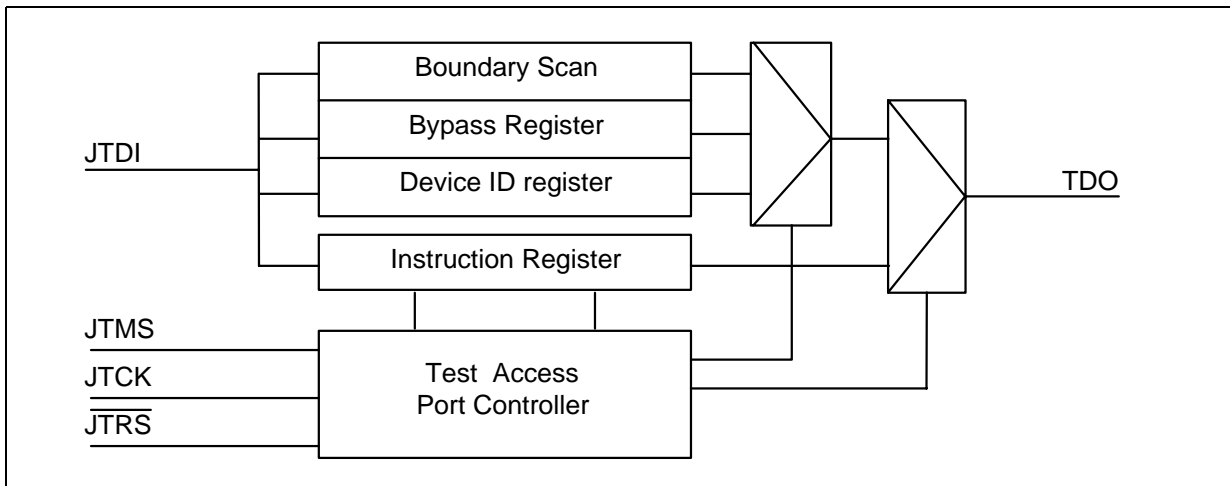 Boundary Scan
Bypass Register
JTDI
Device ID register
TDO
Instruction Register
JTMS
JTCK
Test Access
Port Controller
JTRS